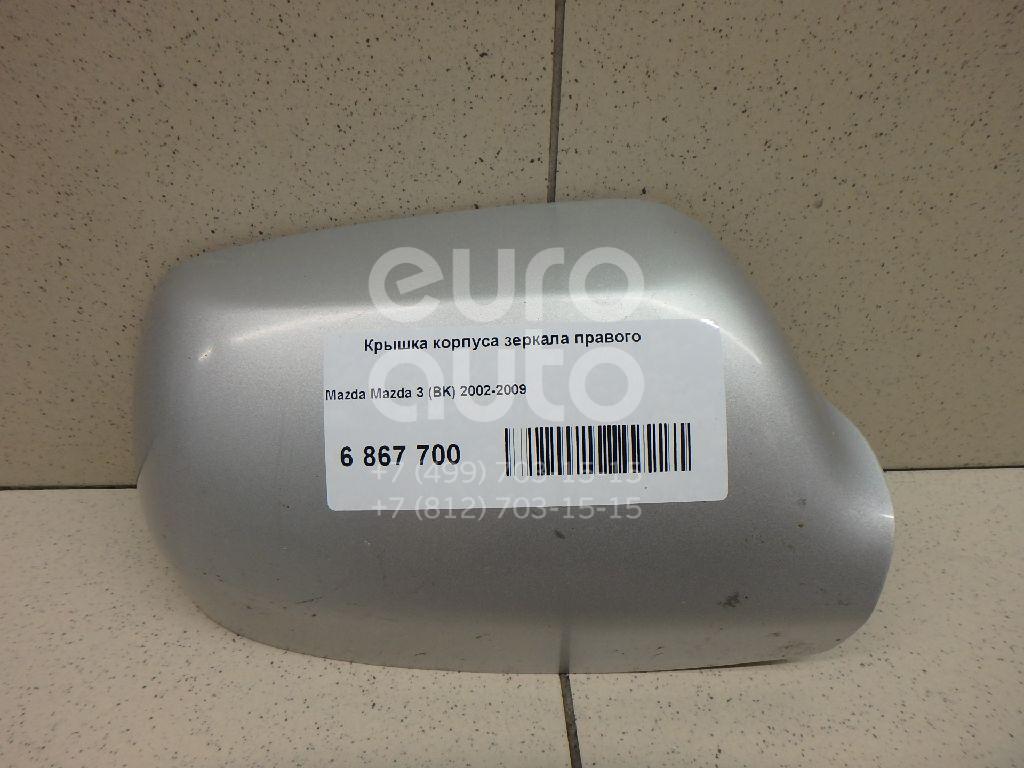 euro
auto
Крышка корпуса зеркала правого
Mazda Mazda 3 (BK) 2002-2009
6 867 700
+7 (499) 703-15-15
+7 (812) 703-15-15